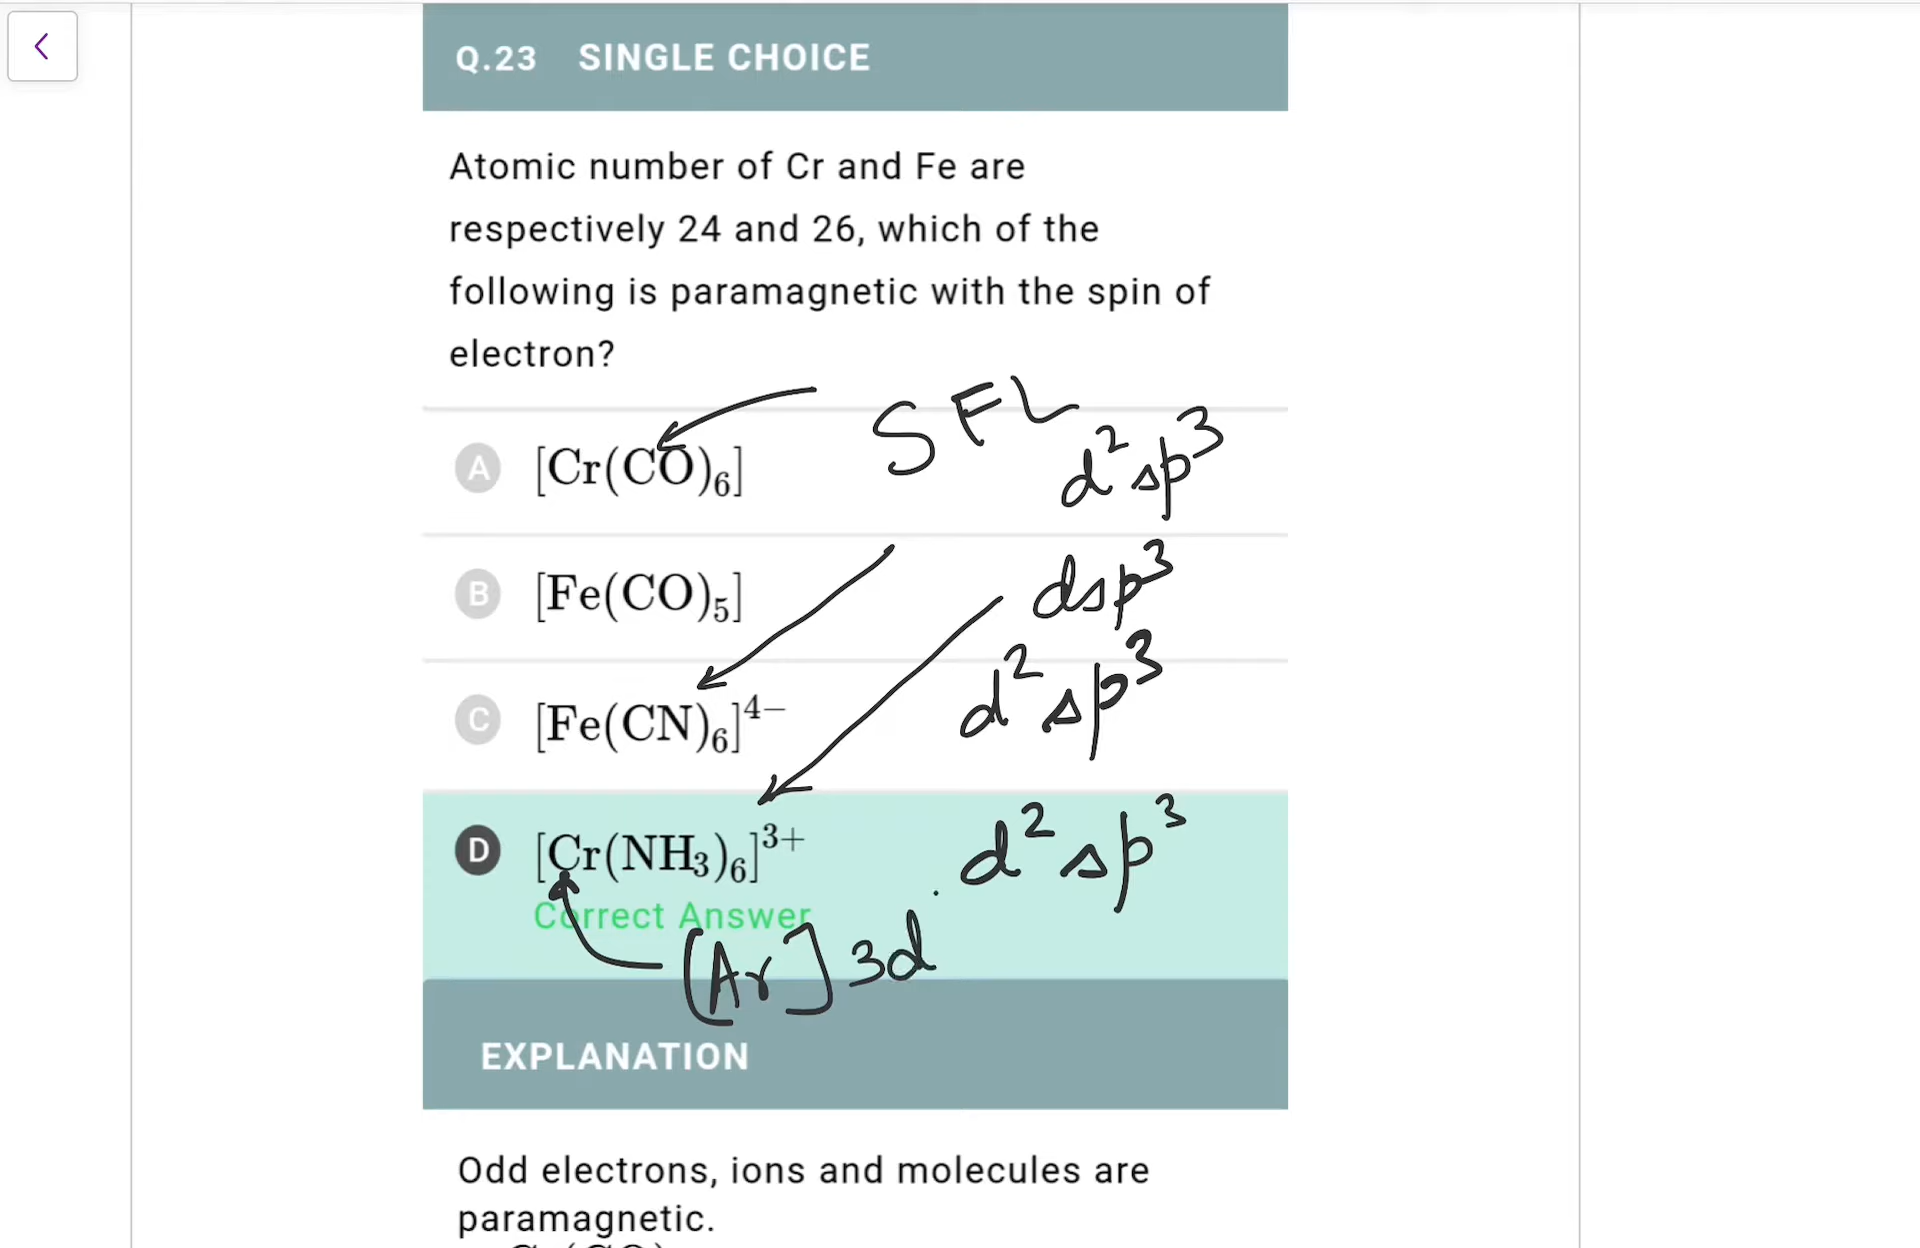 Q.23 SINGLE CHOICE
Atomic number of Cr and Fe are
respectively 24 and 26, which of the
following is paramagnetic with the spin of
electron?
SFL
A [Cr(CO)₆] d²sp³
B [Fe(CO)₅] dsp³
C [Fe(CN)₆]⁴⁻ d²sp³
D [Cr(NH₃)₆]³⁺ d²sp³
Correct Answer
[Ar] 3d
EXPLANATION
Odd electrons, ions and molecules are
paramagnetic.